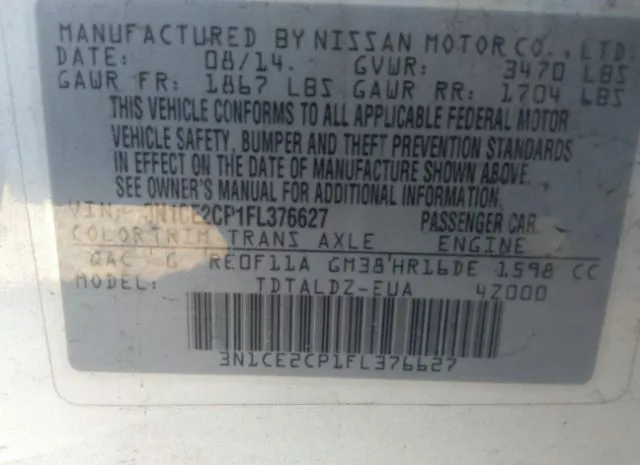 MANUFACTURED BY NISSAN MOTOR CO., LTD.
DATE: 08/14. GVWR: 3470 LBS
GAWR FR: 1867 LBS GAWR RR: 1704 LBS
THIS VEHICLE CONFORMS TO ALL APPLICABLE FEDERAL MOTOR
VEHICLE SAFETY, BUMPER AND THEFT PREVENTION STANDARDS
IN EFFECT ON THE DATE OF MANUFACTURE SHOWN ABOVE.
SEE OWNER'S MANUAL FOR ADDITIONAL INFORMATION.
VIN: 3N1CE2CP1FL376627 PASSENGER CAR
COLOR TRIM TRANS AXLE ENGINE
QAC G RE0F11A GM38 HR16DE 1598 CC
TDTALDZ-EUA 4Z000
3N1CE2CP1FL376627